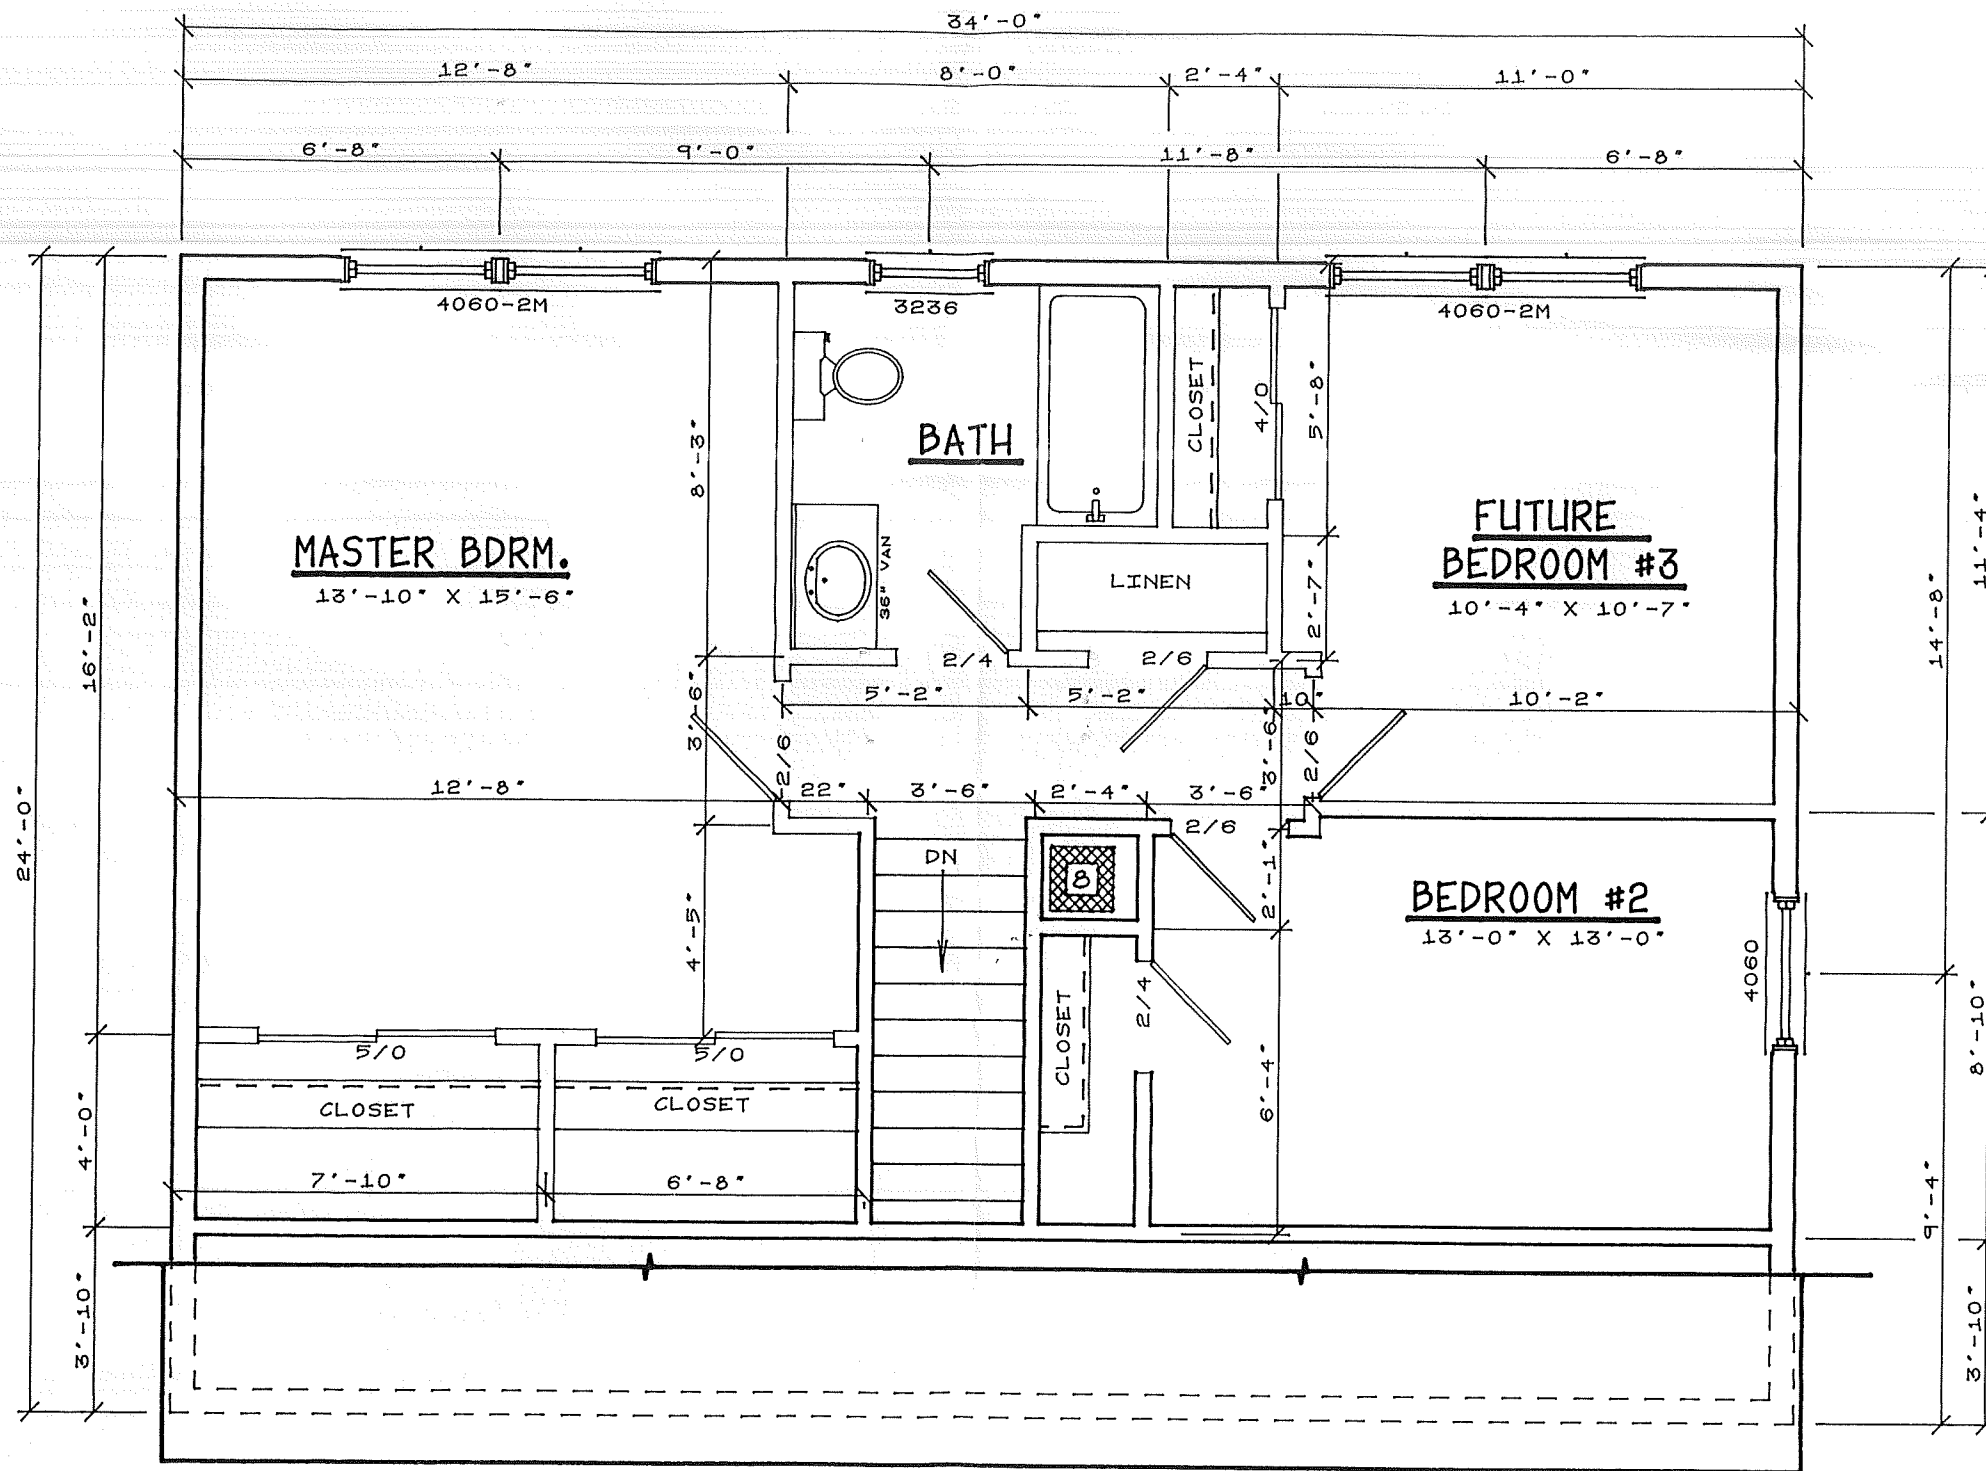 34'-0"
12'-8"
8'-0"
2'-4"
11'-0"
6'-8"
9'-0"
11'-8"
6'-8"
4060-2M
3236
4060-2M
CLOSET
4/0
5'-8"
8'-3"
BATH
MASTER BDRM.
13'-10" X 15'-6"
36" VAN
LINEN
FUTURE
BEDROOM #3
10'-4" X 10'-7"
11'-4"
14'-8"
16'-2"
2'-7"
2/4
2/6
5'-2"
5'-2"
10"
10'-2"
3'-6"
2/6
3'-6"
2/6
24'-0"
12'-8"
22"
3'-6"
2'-4"
3'-6"
2/6
DN
8
2'-1"
4'-5"
BEDROOM #2
13'-0" X 13'-0"
4060
CLOSET
2/4
8'-10"
5/0
5/0
CLOSET
CLOSET
6'-4"
4'-0"
7'-10"
6'-8"
9'-4"
3'-10"
3'-10"